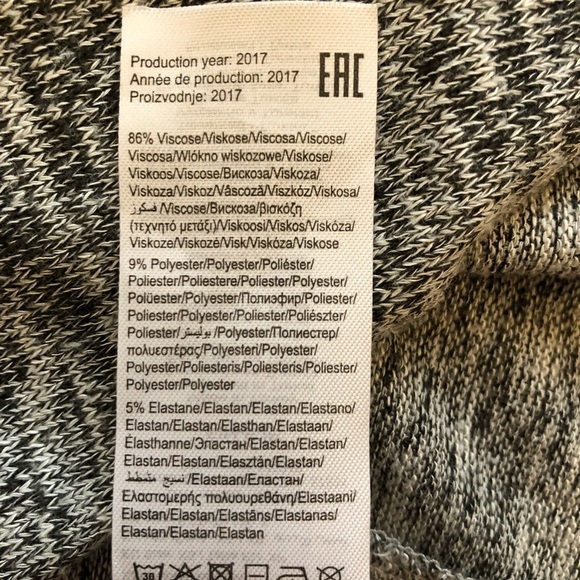 Production year: 2017
Année de production: 2017
Proizvodnje: 2017
EAC
86% Viscose/Viskose/Viscosa/Viscose/
Viscosa/Wlókno wiskozowe/Viskose/
Viskoos/Viscose/Вискоза/Viskoza/
Viskoza/Viskoz/Vâscoză/Viszkóz/Viskosa/
فسكوز /Viscose/Вискоза/βισκόζη
(τεχνητό μετάξι)/Viskoosi/Viskos/Viskóza/
Viskoze/Viskozė/Visk/Viskóza/Viskose
9% Polyester/Polyester/Poliéster/
Poliester/Poliestere/Poliester/Polyester/
Polüester/Polyester/Полиэфир/Poliester/
Poliester/Polyester/Poliester/Poliészter/
Poliester/بوليستر /Polyester/Полиестер/
πολυεστέρας/Polyesteri/Polyester/
Polyester/Poliesteris/Poliesteris/Poliester/
Polyester/Polyester
5% Elastane/Elastan/Elastan/Elastano/
Elastan/Elastan/Elasthan/Elastaan/
Élasthanne/Эластан/Elastan/Elastan/
Elastan/Elastan/Elasztán/Elastan/
نسيج متمطط /Elastaan/Еластан/
Ελαστομερής πολυουρεθάνη/Elastaani/
Elastan/Elastan/Elastāns/Elastanas/
Elastan/Elastan/Elastan
30